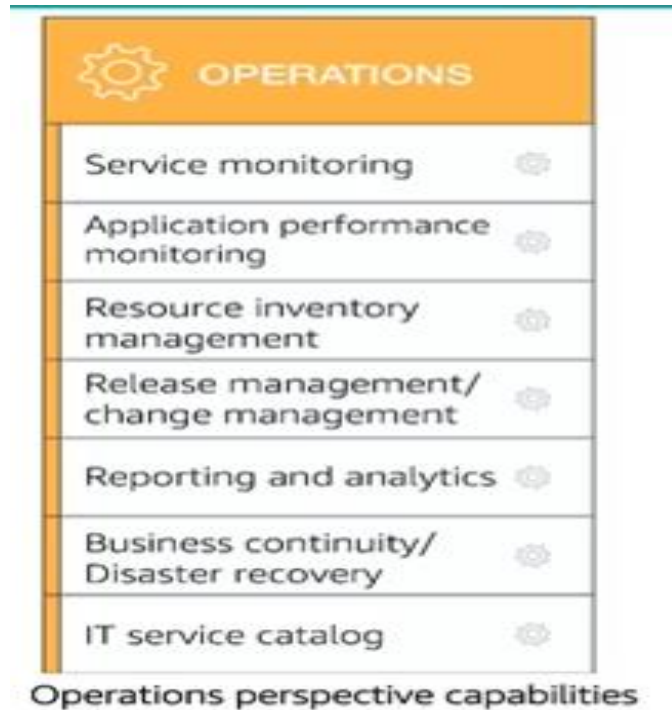 OPERATIONS
Service monitoring
Application performance
monitoring
Resource inventory
management
Release management/
change management
Reporting and analytics
Business continuity/
Disaster recovery
IT service catalog
Operations perspective capabilities